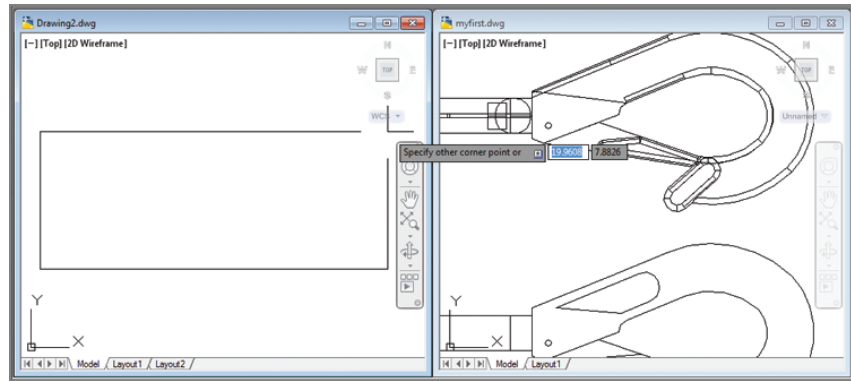 Drawing2.dwg
[−] [Top] [2D Wireframe]
N
W TOP E
S
WCS
Y
X
Model Layout1 Layout2
myfirst.dwg
[−] [Top] [2D Wireframe]
N
W TOP E
S
Unnamed
Specify other corner point or 19.9608 7.8826
Y
X
Model Layout1